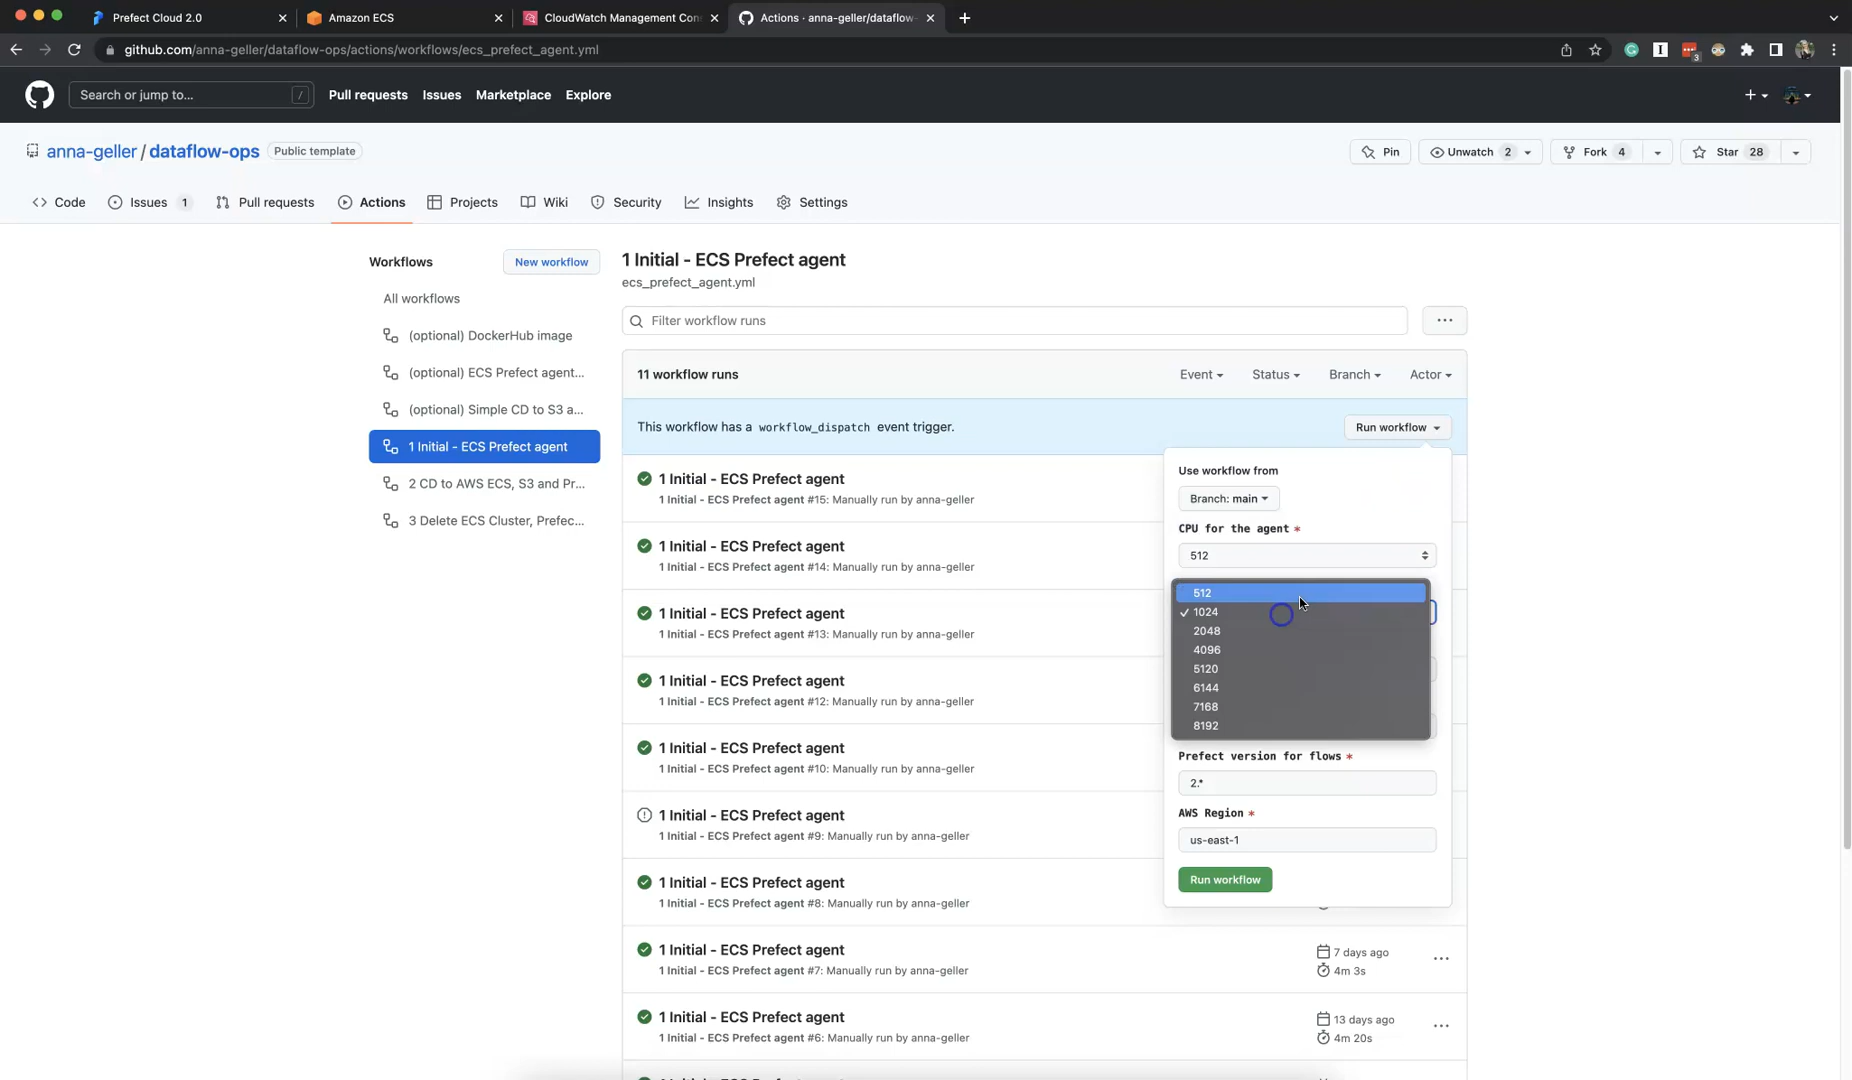 Prefect Cloud 2.0
Amazon ECS
CloudWatch Management Con
Actions · anna-geller/dataflow-
github.com/anna-geller/dataflow-ops/actions/workflows/ecs_prefect_agent.yml
3
Search or jump to...
/
Pull requests
Issues
Marketplace
Explore
anna-geller / dataflow-ops
Public template
Pin
Unwatch 2
Fork 4
Star 28
Code
Issues 1
Pull requests
Actions
Projects
Wiki
Security
Insights
Settings
Workflows
New workflow
All workflows
(optional) DockerHub image
(optional) ECS Prefect agent...
(optional) Simple CD to S3 a...
1 Initial - ECS Prefect agent
2 CD to AWS ECS, S3 and Pr...
3 Delete ECS Cluster, Prefec...
1 Initial - ECS Prefect agent
ecs_prefect_agent.yml
Filter workflow runs
11 workflow runs
Event
Status
Branch
Actor
This workflow has a workflow_dispatch event trigger.
Run workflow
1 Initial - ECS Prefect agent
1 Initial - ECS Prefect agent #15: Manually run by anna-geller
1 Initial - ECS Prefect agent
1 Initial - ECS Prefect agent #14: Manually run by anna-geller
1 Initial - ECS Prefect agent
1 Initial - ECS Prefect agent #13: Manually run by anna-geller
1 Initial - ECS Prefect agent
1 Initial - ECS Prefect agent #12: Manually run by anna-geller
1 Initial - ECS Prefect agent
1 Initial - ECS Prefect agent #10: Manually run by anna-geller
1 Initial - ECS Prefect agent
1 Initial - ECS Prefect agent #9: Manually run by anna-geller
1 Initial - ECS Prefect agent
1 Initial - ECS Prefect agent #8: Manually run by anna-geller
1 Initial - ECS Prefect agent
1 Initial - ECS Prefect agent #7: Manually run by anna-geller
7 days ago
4m 3s
1 Initial - ECS Prefect agent
1 Initial - ECS Prefect agent #6: Manually run by anna-geller
13 days ago
4m 20s
Use workflow from
Branch: main
CPU for the agent *
512
512
✓ 1024
2048
4096
5120
6144
7168
8192
Prefect version for flows *
2.*
AWS Region *
us-east-1
Run workflow